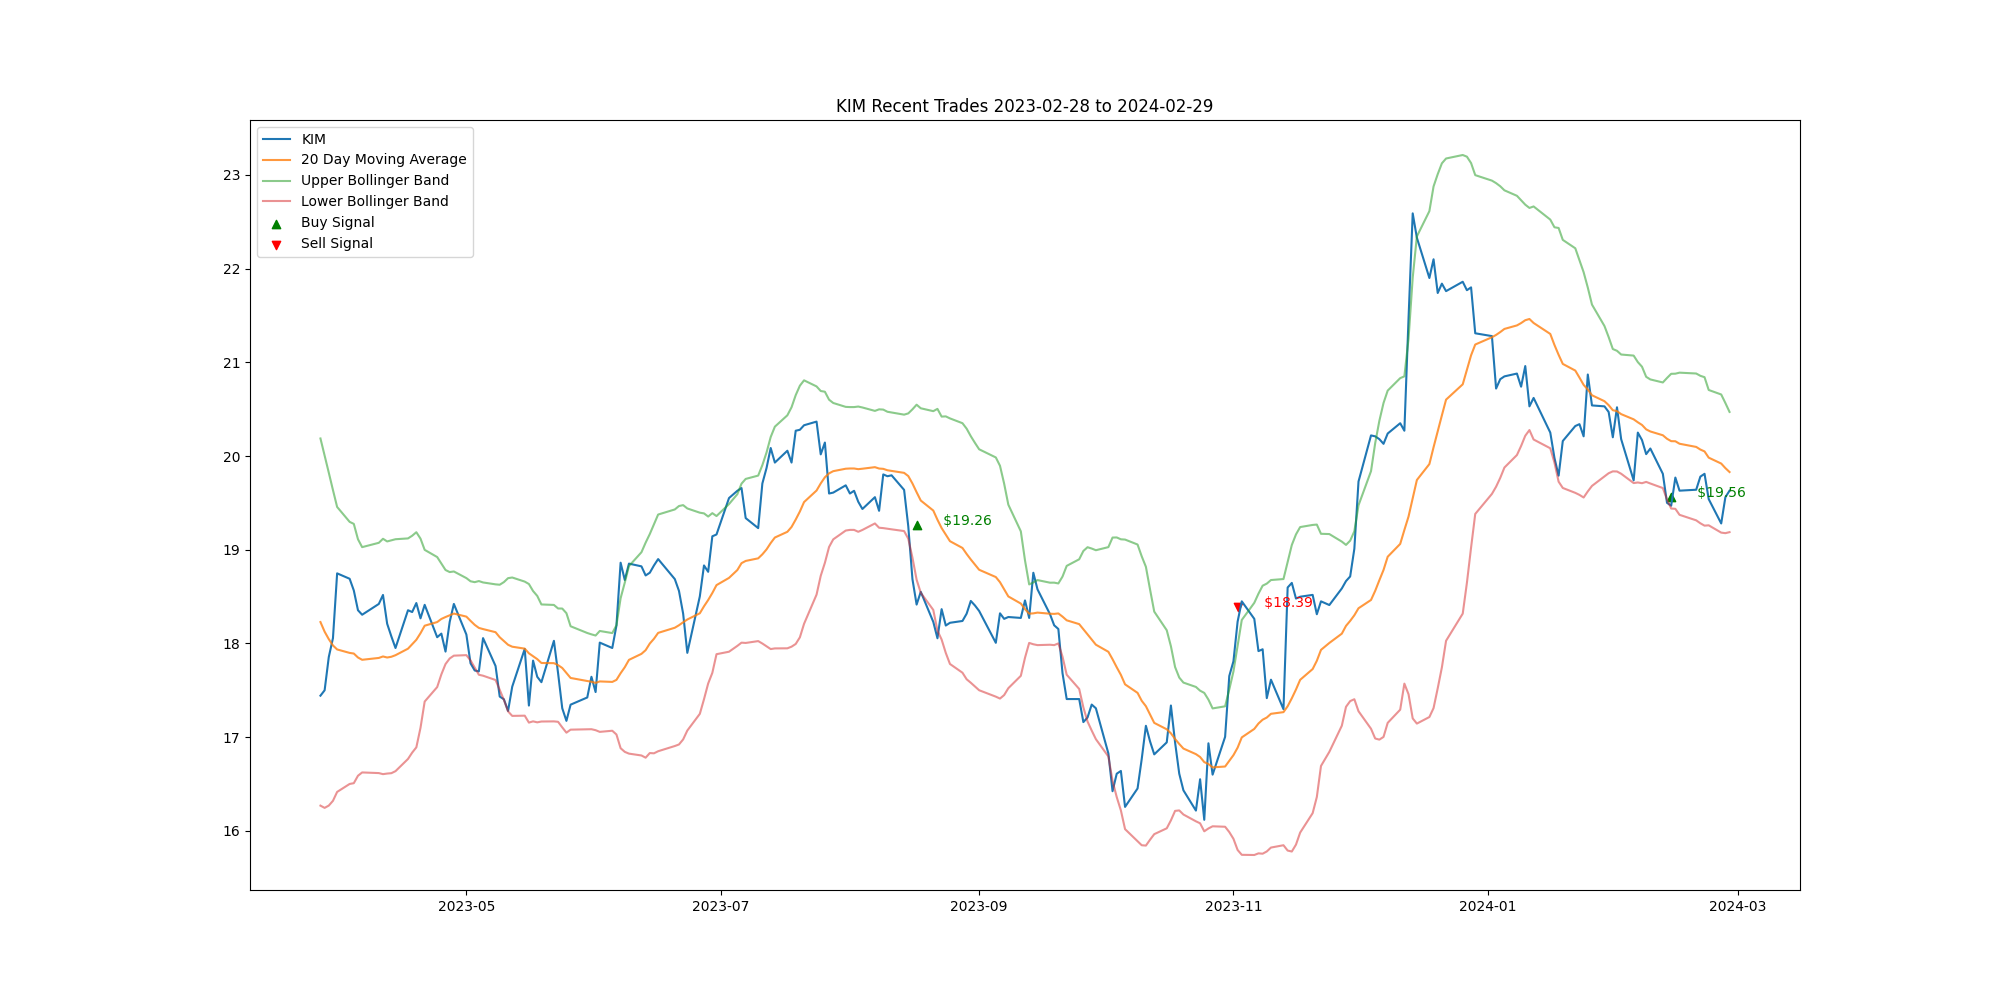 KIM Recent Trades 2023-02-28 to 2024-02-29
KIM
20 Day Moving Average
Upper Bollinger Band
Lower Bollinger Band
Buy Signal
Sell Signal
23
22
21
20
19
18
17
16
$19.26
$18.39
$19.56
2023-05
2023-07
2023-09
2023-11
2024-01
2024-03